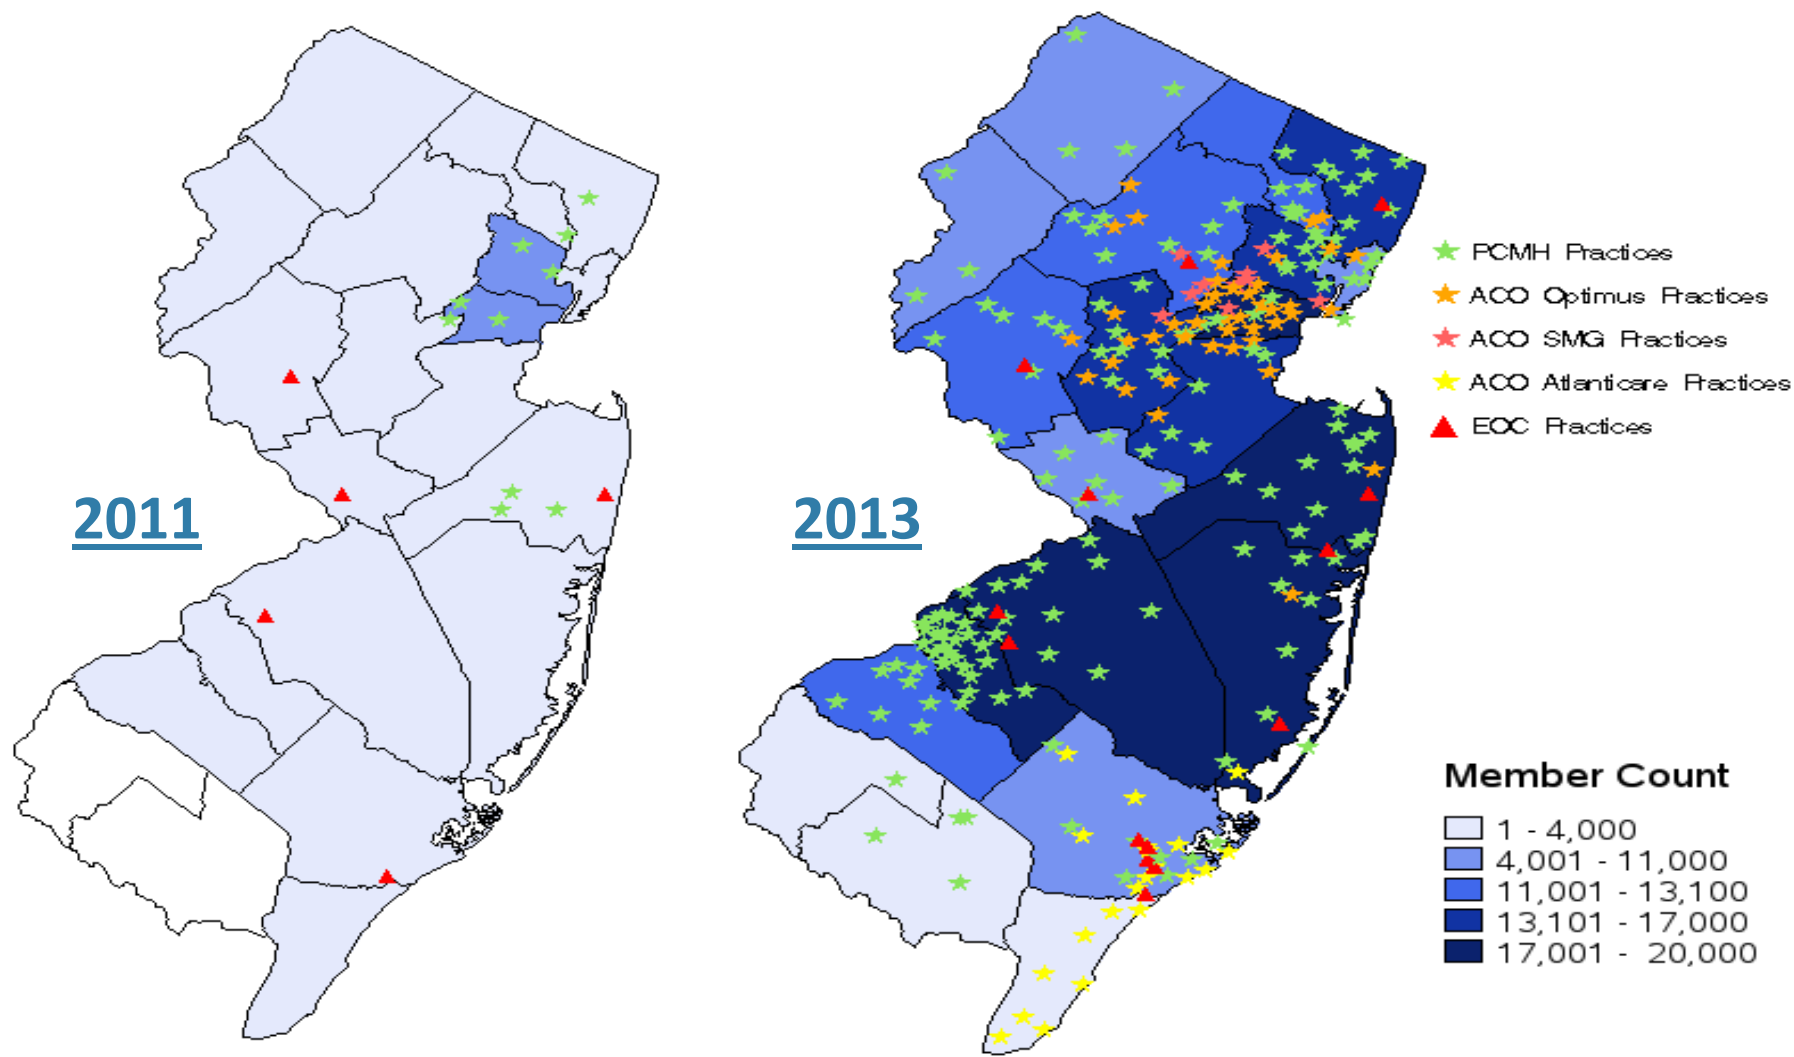 2011
2013
PCMH Practices
ACO Optimus Practices
ACO SMG Practices
ACO Atlanticare Practices
EOC Practices
Member Count
1 - 4,000
4,001 - 11,000
11,001 - 13,100
13,101 - 17,000
17,001 - 20,000